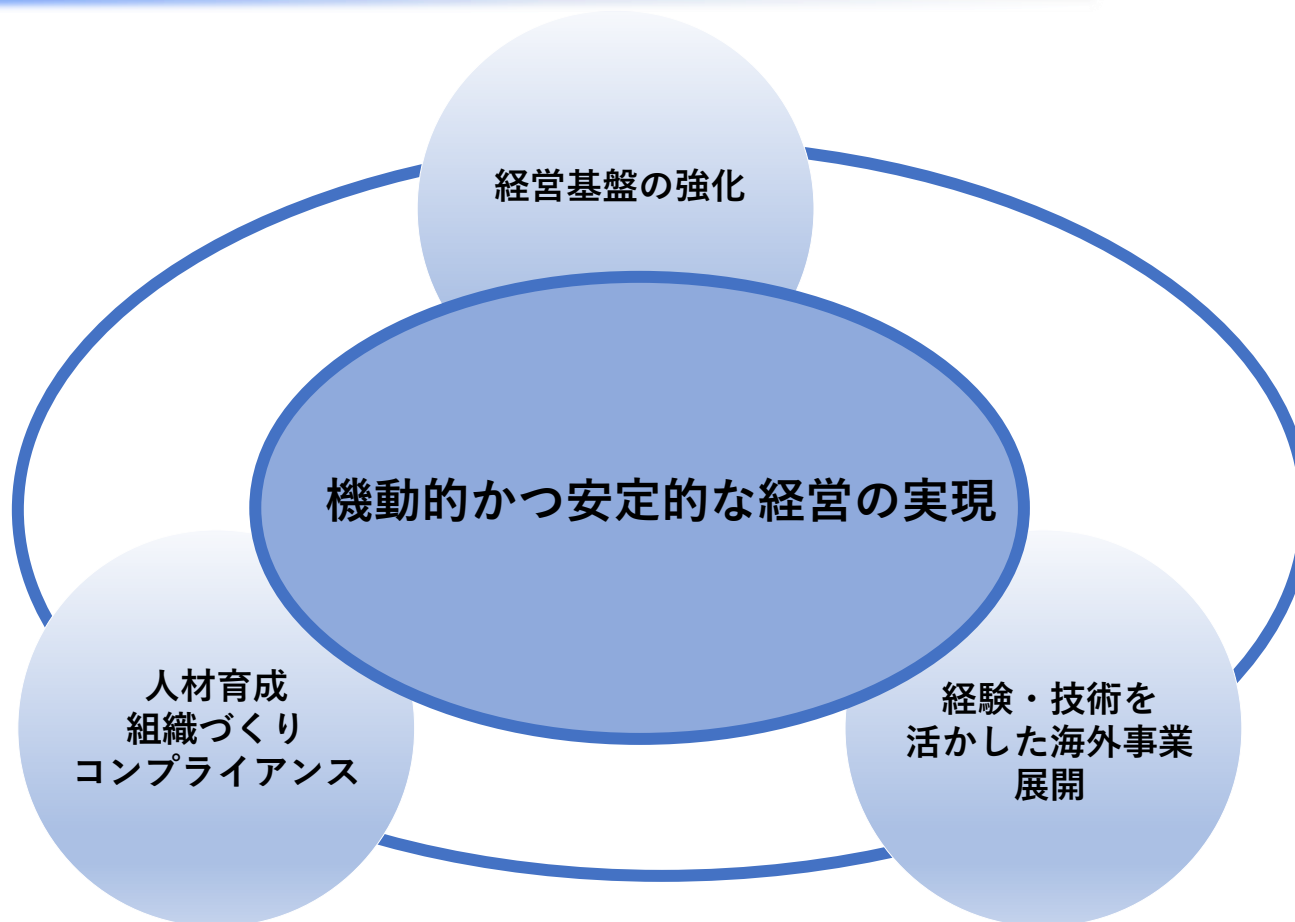 経営基盤の強化
機動的かつ安定的な経営の実現
人材育成
組織づくり
コンプライアンス
経験・技術を
活かした海外事業
展開